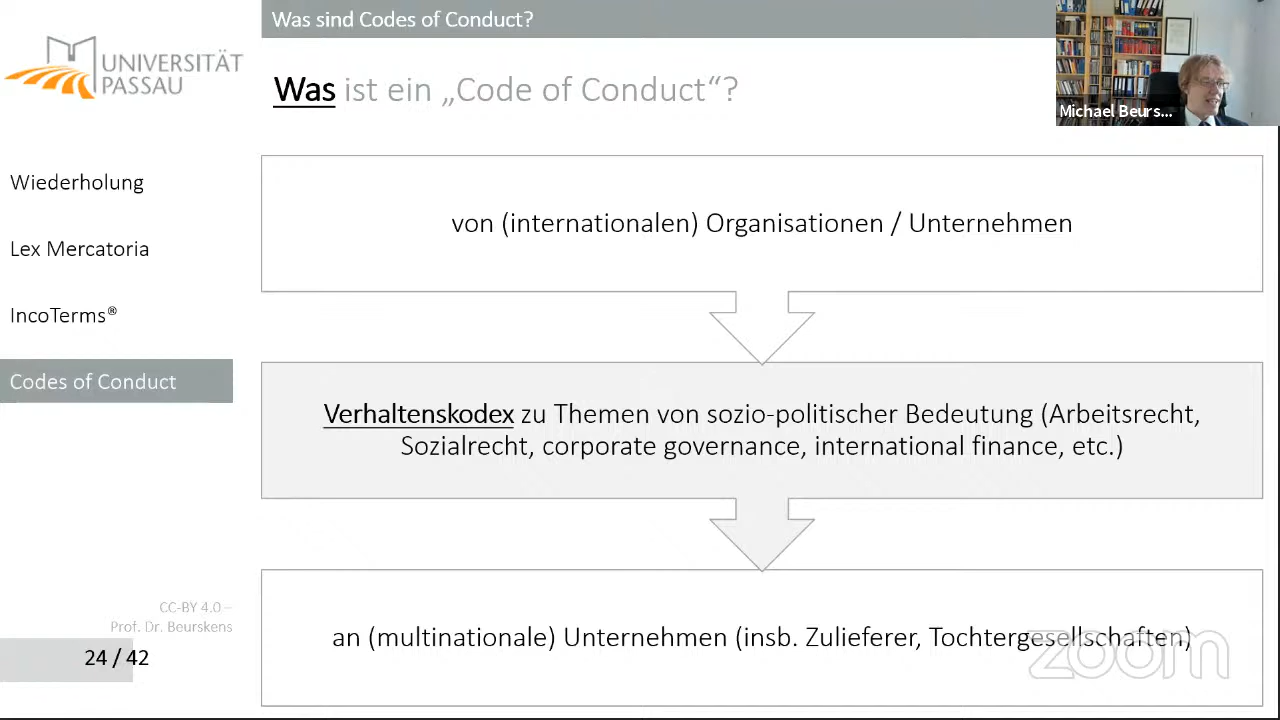 Was sind Codes of Conduct?
UNIVERSITÄT
PASSAU
Was ist ein „Code of Conduct“?
Michael Beurs...
Wiederholung
Lex Mercatoria
IncoTerms®
Codes of Conduct
von (internationalen) Organisationen / Unternehmen
Verhaltenskodex zu Themen von sozio-politischer Bedeutung (Arbeitsrecht,
Sozialrecht, corporate governance, international finance, etc.)
an (multinationale) Unternehmen (insb. Zulieferer, Tochtergesellschaften)
CC-BY 4.0 –
Prof. Dr. Beurskens
24 / 42
zoom